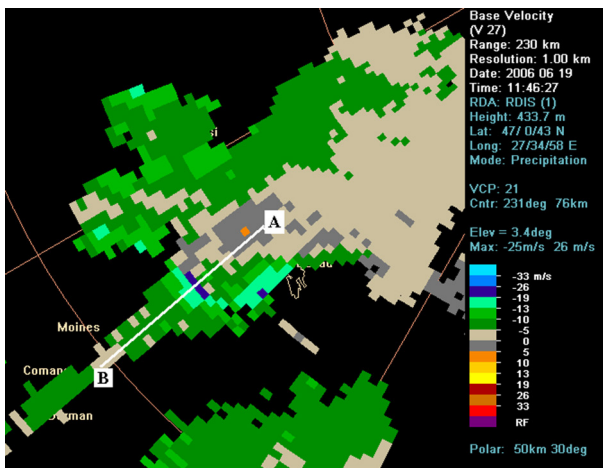 Base Velocity
(V 27)
Range: 230 km
Resolution: 1.00 km
Date: 2006 06 19
Time: 11:46:27
RDA: RDIS (1)
Height: 433.7 m
Lat: 47/ 0/43 N
Long: 27/34/58 E
Mode: Precipitation
VCP: 21
Cntr: 231deg 76km
Elev = 3.4deg
Max: -25m/s 26 m/s
-33 m/s
-26
-19
-13
-10
-5
0
5
10
13
19
26
33
RF
Polar: 50km 30deg
A
Moines
B